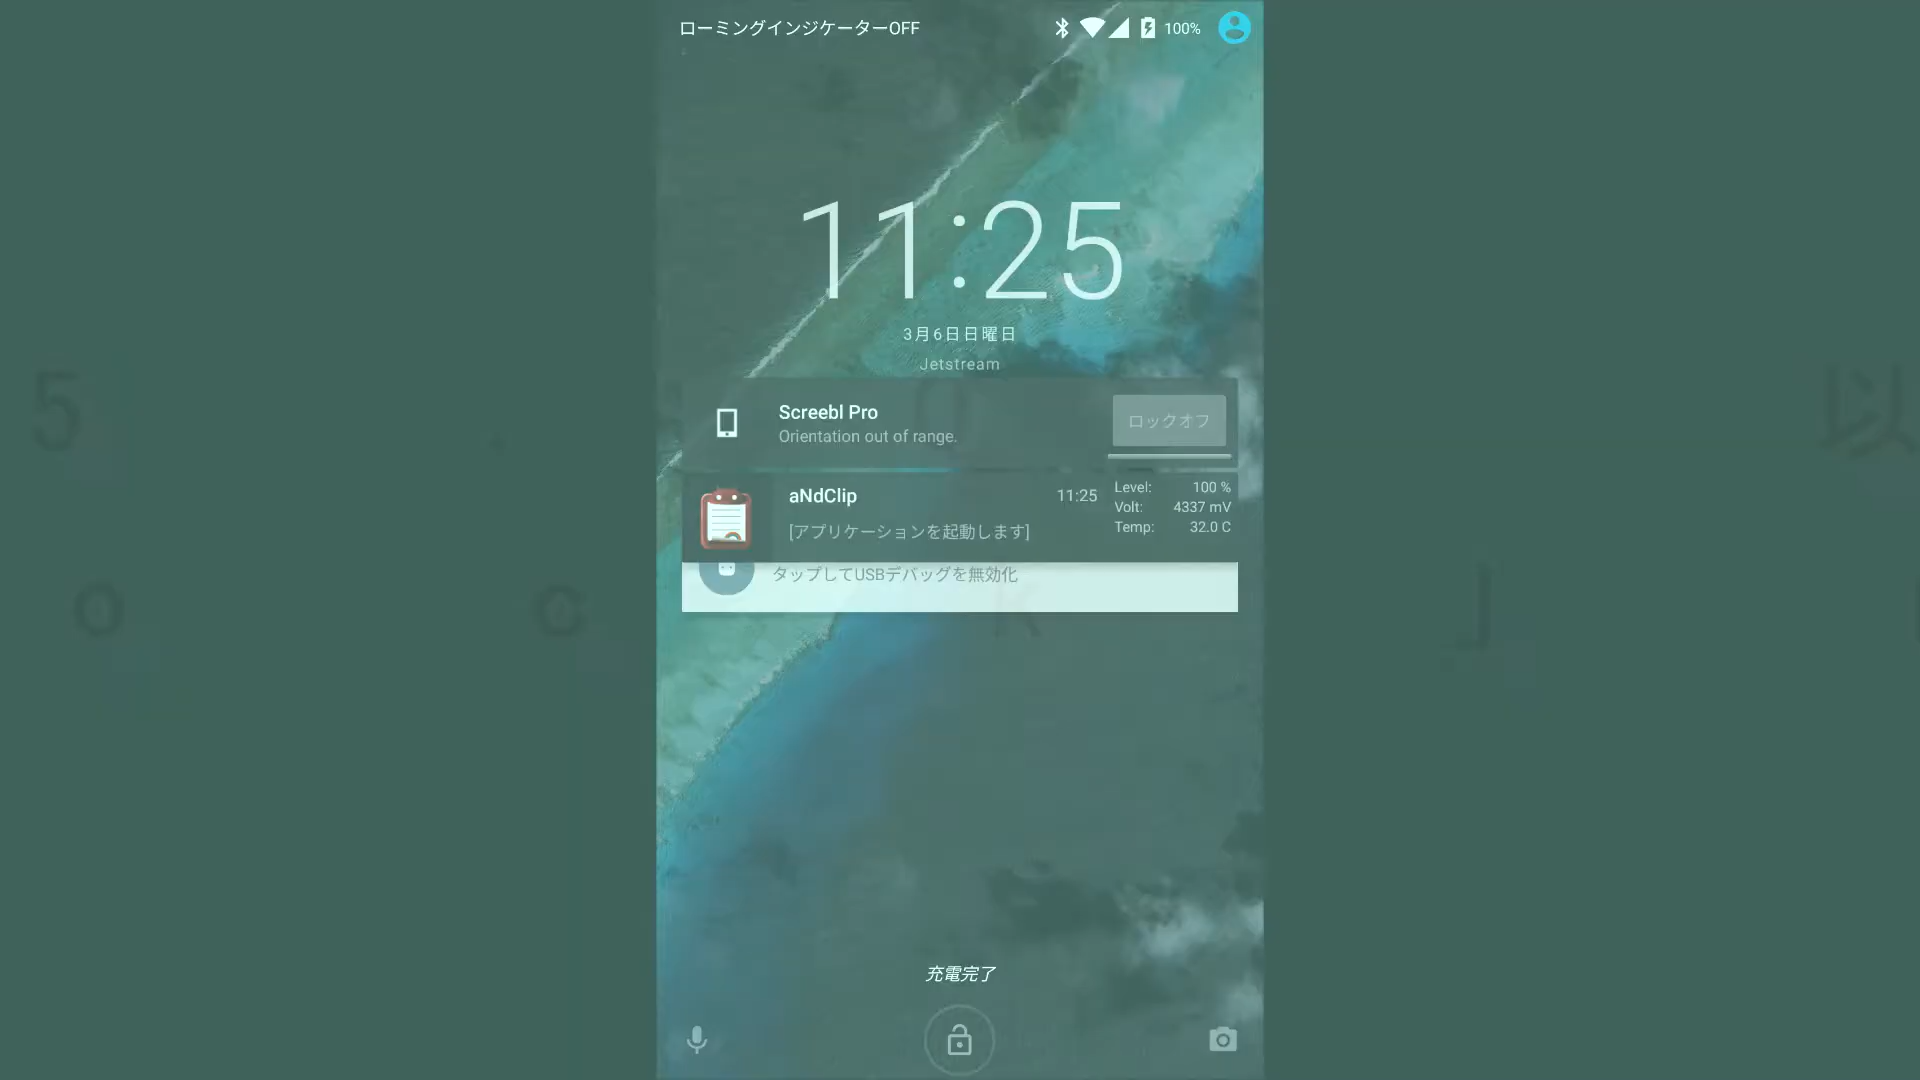 ローミングインジケーターOFF
100%
11:25
3月6日日曜日
Jetstream
Screebl Pro
Orientation out of range.
ロックオフ
aNdClip
11:25
[アプリケーションを起動します]
Level: 100 %
Volt: 4337 mV
Temp: 32.0 C
タップしてUSBデバッグを無効化
充電完了